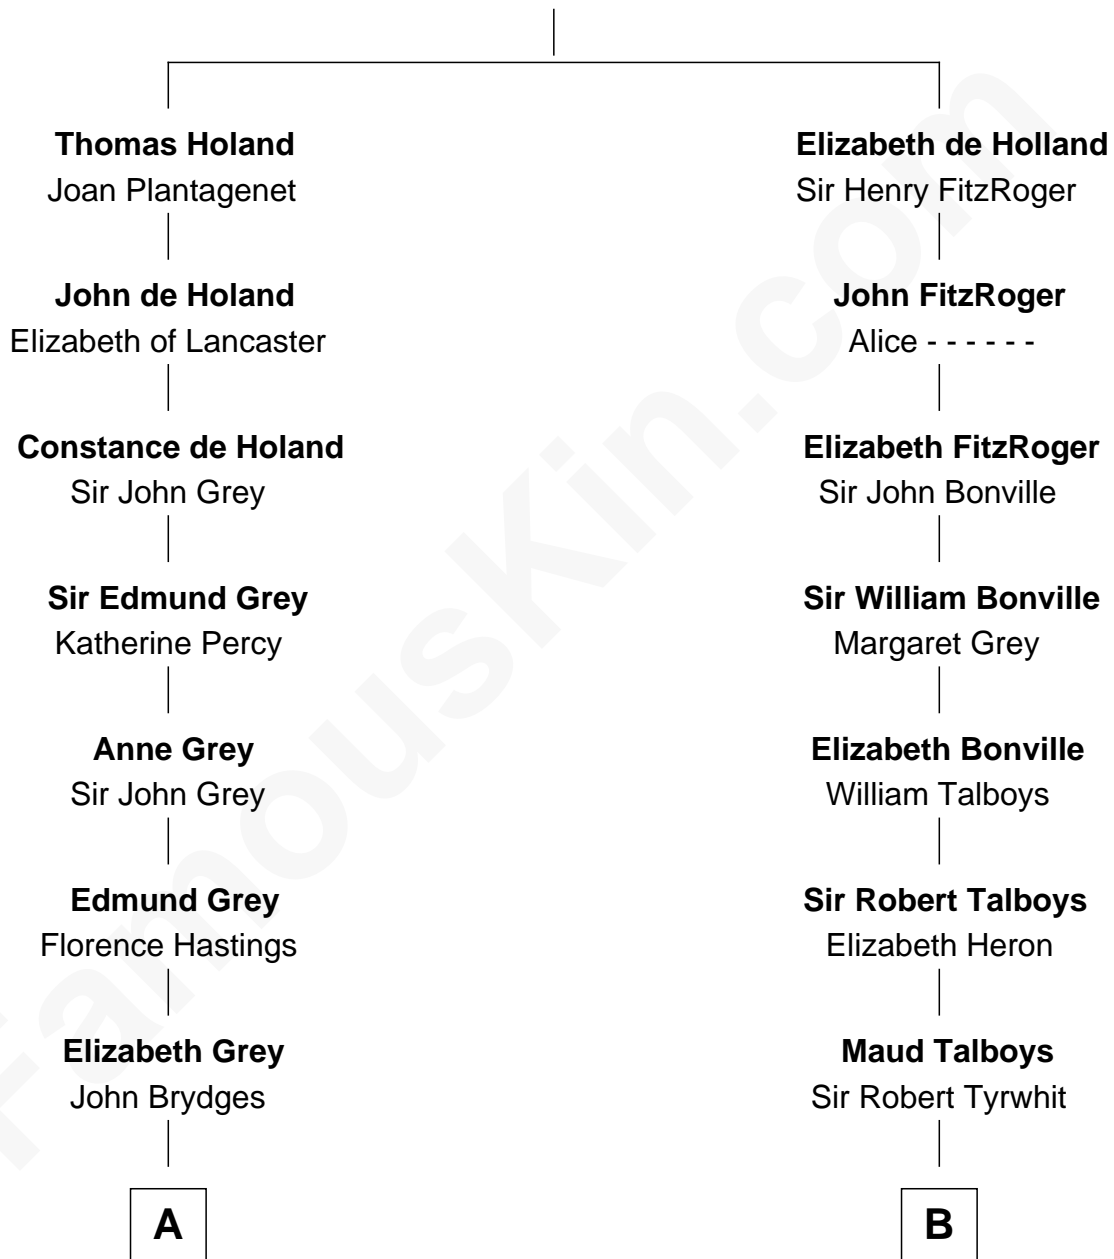 Thomas Holand
Joan Plantagenet
John de Holand
Elizabeth of Lancaster
Constance de Holand
Sir John Grey
Sir Edmund Grey
Katherine Percy
Anne Grey
Sir John Grey
Edmund Grey
Florence Hastings
Elizabeth Grey
John Brydges
A
Elizabeth de Holland
Sir Henry FitzRoger
John FitzRoger
Alice - - - - - -
Elizabeth FitzRoger
Sir John Bonville
Sir William Bonville
Margaret Grey
Elizabeth Bonville
William Talboys
Sir Robert Talboys
Elizabeth Heron
Maud Talboys
Sir Robert Tyrwhit
B
FamousKin.com